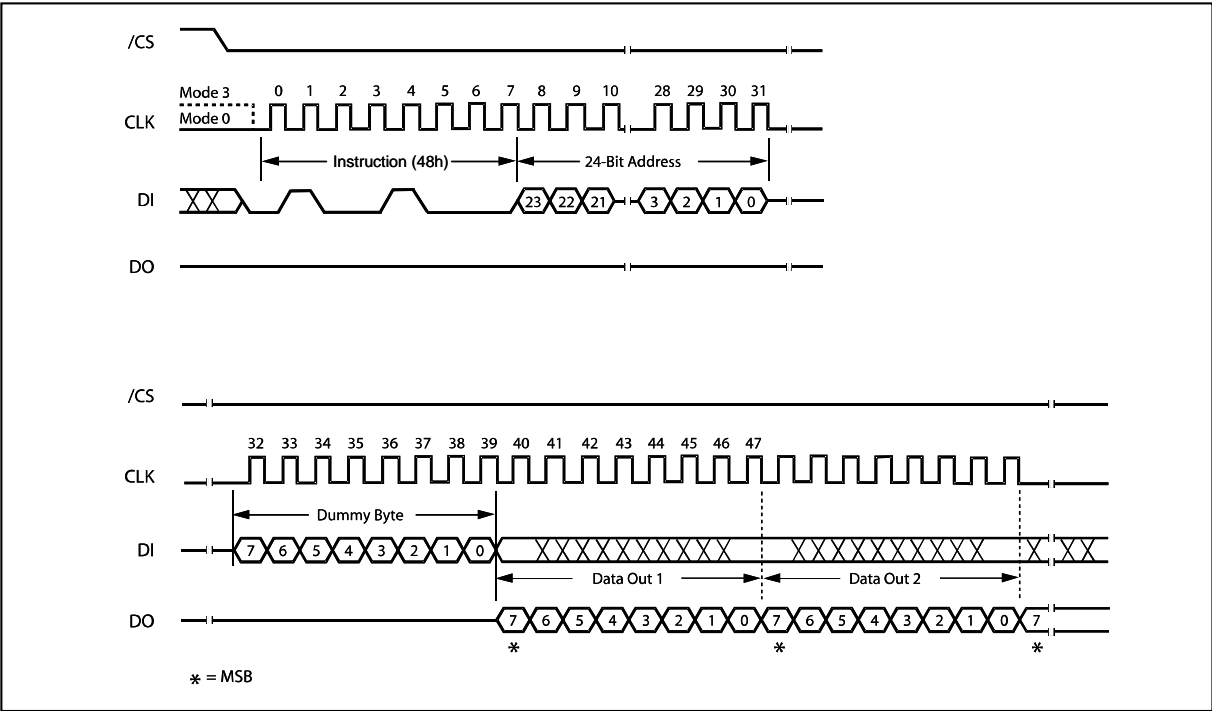 /CS
Mode 3
0 1 2 3 4 5 6 7 8 9 10 28 29 30 31
CLK
Mode 0
Instruction (48h) 24-Bit Address
DI 23 22 21 3 2 1 0
DO
/CS
32 33 34 35 36 37 38 39 40 41 42 43 44 45 46 47
CLK
Dummy Byte
DI 7 6 5 4 3 2 1 0
Data Out 1 Data Out 2
DO 7 6 5 4 3 2 1 0 7 6 5 4 3 2 1 0 7
* * *
* = MSB